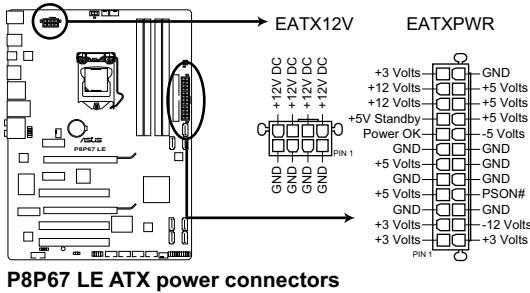 EATX12V
EATXPWR
+12V DC
+12V DC
+12V DC
+12V DC
GND
GND
GND
GND
PIN 1
+3 Volts
GND
+12 Volts
+5 Volts
+12 Volts
+5 Volts
+5V Standby
+5 Volts
Power OK
-5 Volts
GND
GND
+5 Volts
GND
GND
GND
+5 Volts
PSON#
GND
GND
+3 Volts
-12 Volts
+3 Volts
+3 Volts
PIN 1
ASUS
P8P67 LE
P8P67 LE ATX power connectors